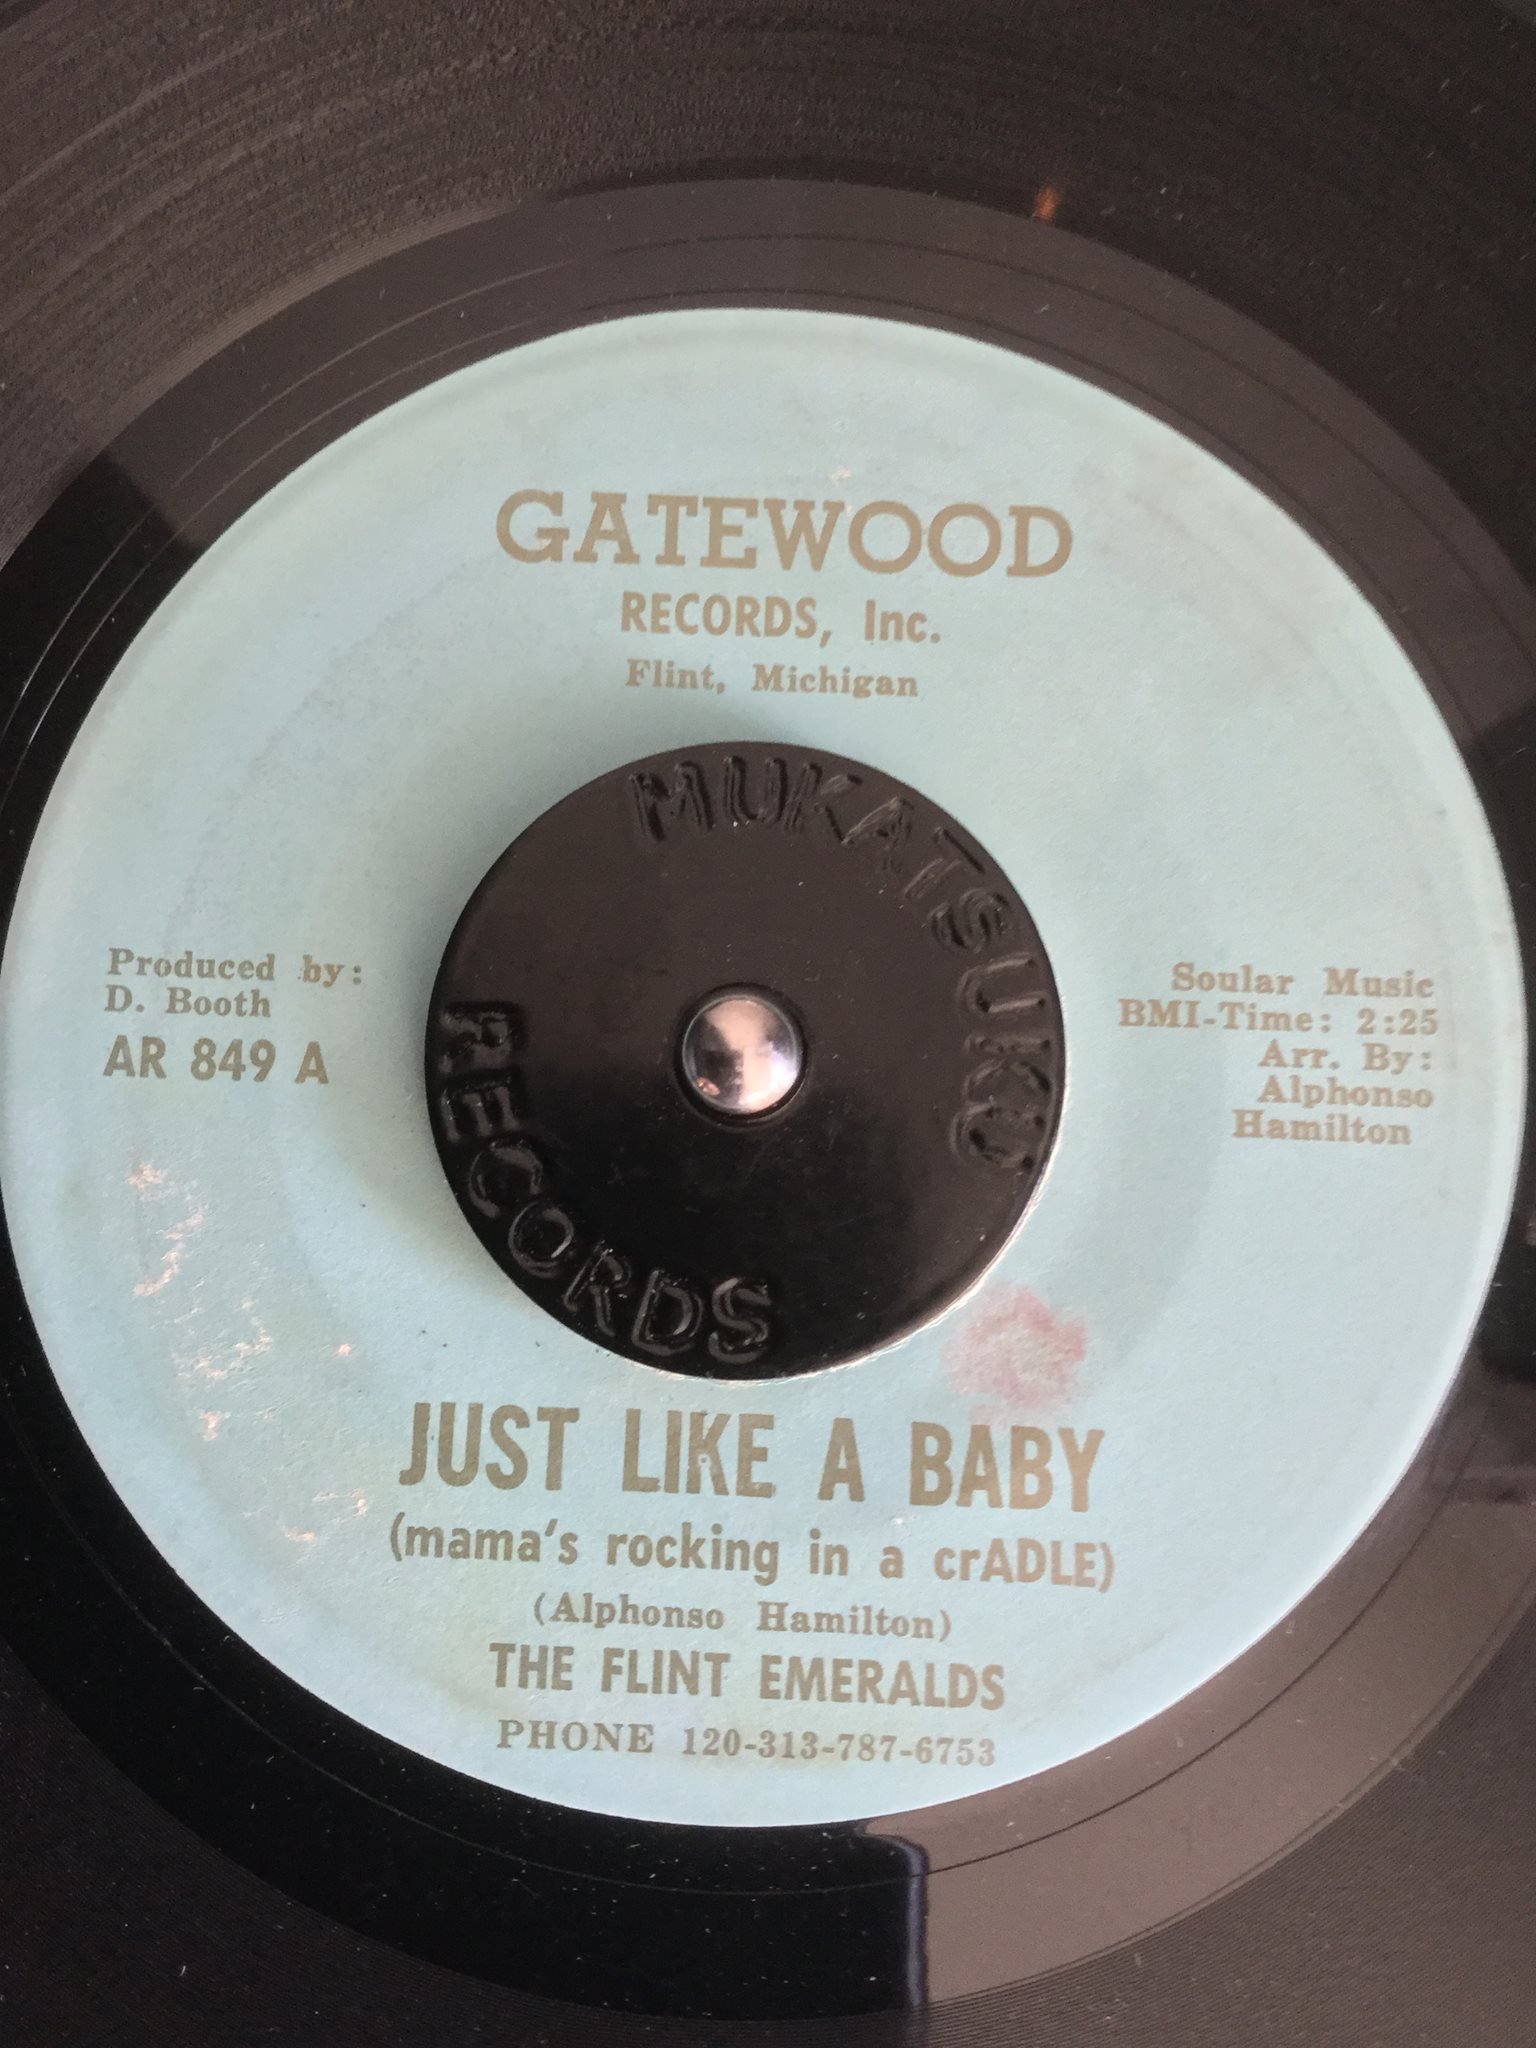 GATEWOOD
RECORDS, Inc.
Flint, Michigan
MUKATSUKU
RECORDS
Produced by:
D. Booth
AR 849 A
Soular Music
BMI-Time: 2:25
Arr. By:
Alphonso
Hamilton
JUST LIKE A BABY
(mama's rocking in a crADLE)
(Alphonso Hamilton)
THE FLINT EMERALDS
PHONE 120-313-787-6753